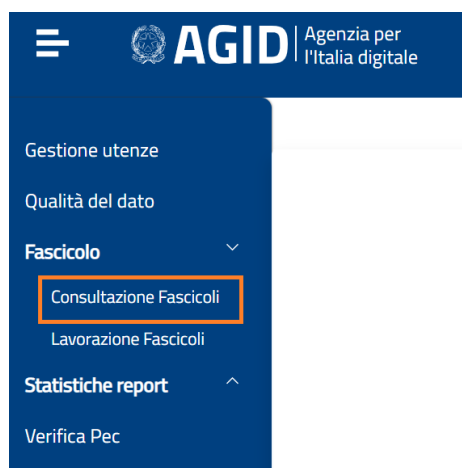 AGID Agenzia per
l'Italia digitale
Gestione utenze
Qualità del dato
Fascicolo
Consultazione Fascicoli
Lavorazione Fascicoli
Statistiche report
Verifica Pec